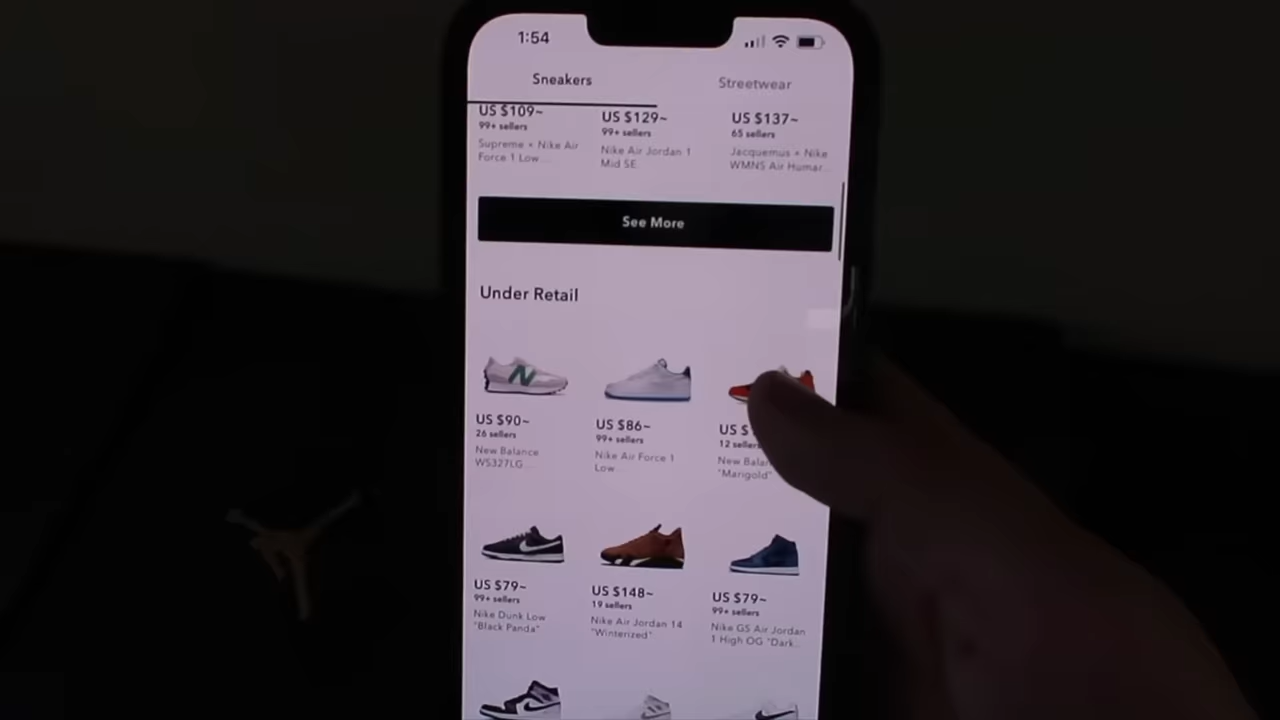 1:54
Sneakers
Streetwear
US $109~
99+ sellers
Supreme + Nike Air
Force 1 Low...
US $129~
99+ sellers
Nike Air Jordan 1
Mid SE
US $137~
65 sellers
Jacquemus + Nike
WMNS Air Humar...
See More
Under Retail
US $90~
26 sellers
New Balance
WS327LG...
US $86~
99+ sellers
Nike Air Force 1
Low...
US $
12 sellers
New Balan
"Marigold"
US $79~
99+ sellers
Nike Dunk Low
"Black Panda"
US $148~
19 sellers
Nike Air Jordan 14
"Winterized"
US $79~
99+ sellers
Nike GS Air Jordan
1 High OG "Dark...